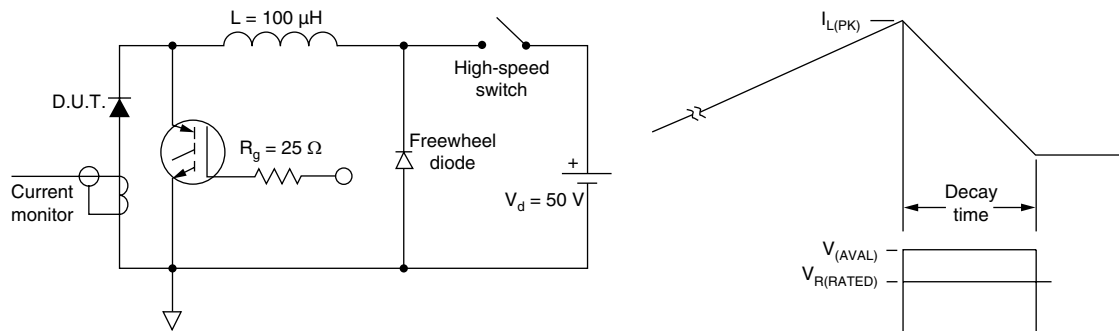 L = 100 µH
D.U.T.
High-speed
switch
R_g = 25 Ω
Freewheel
diode
Current
monitor
+
V_d = 50 V
I_L(PK)
Decay
time
V_(AVAL)
V_R(RATED)